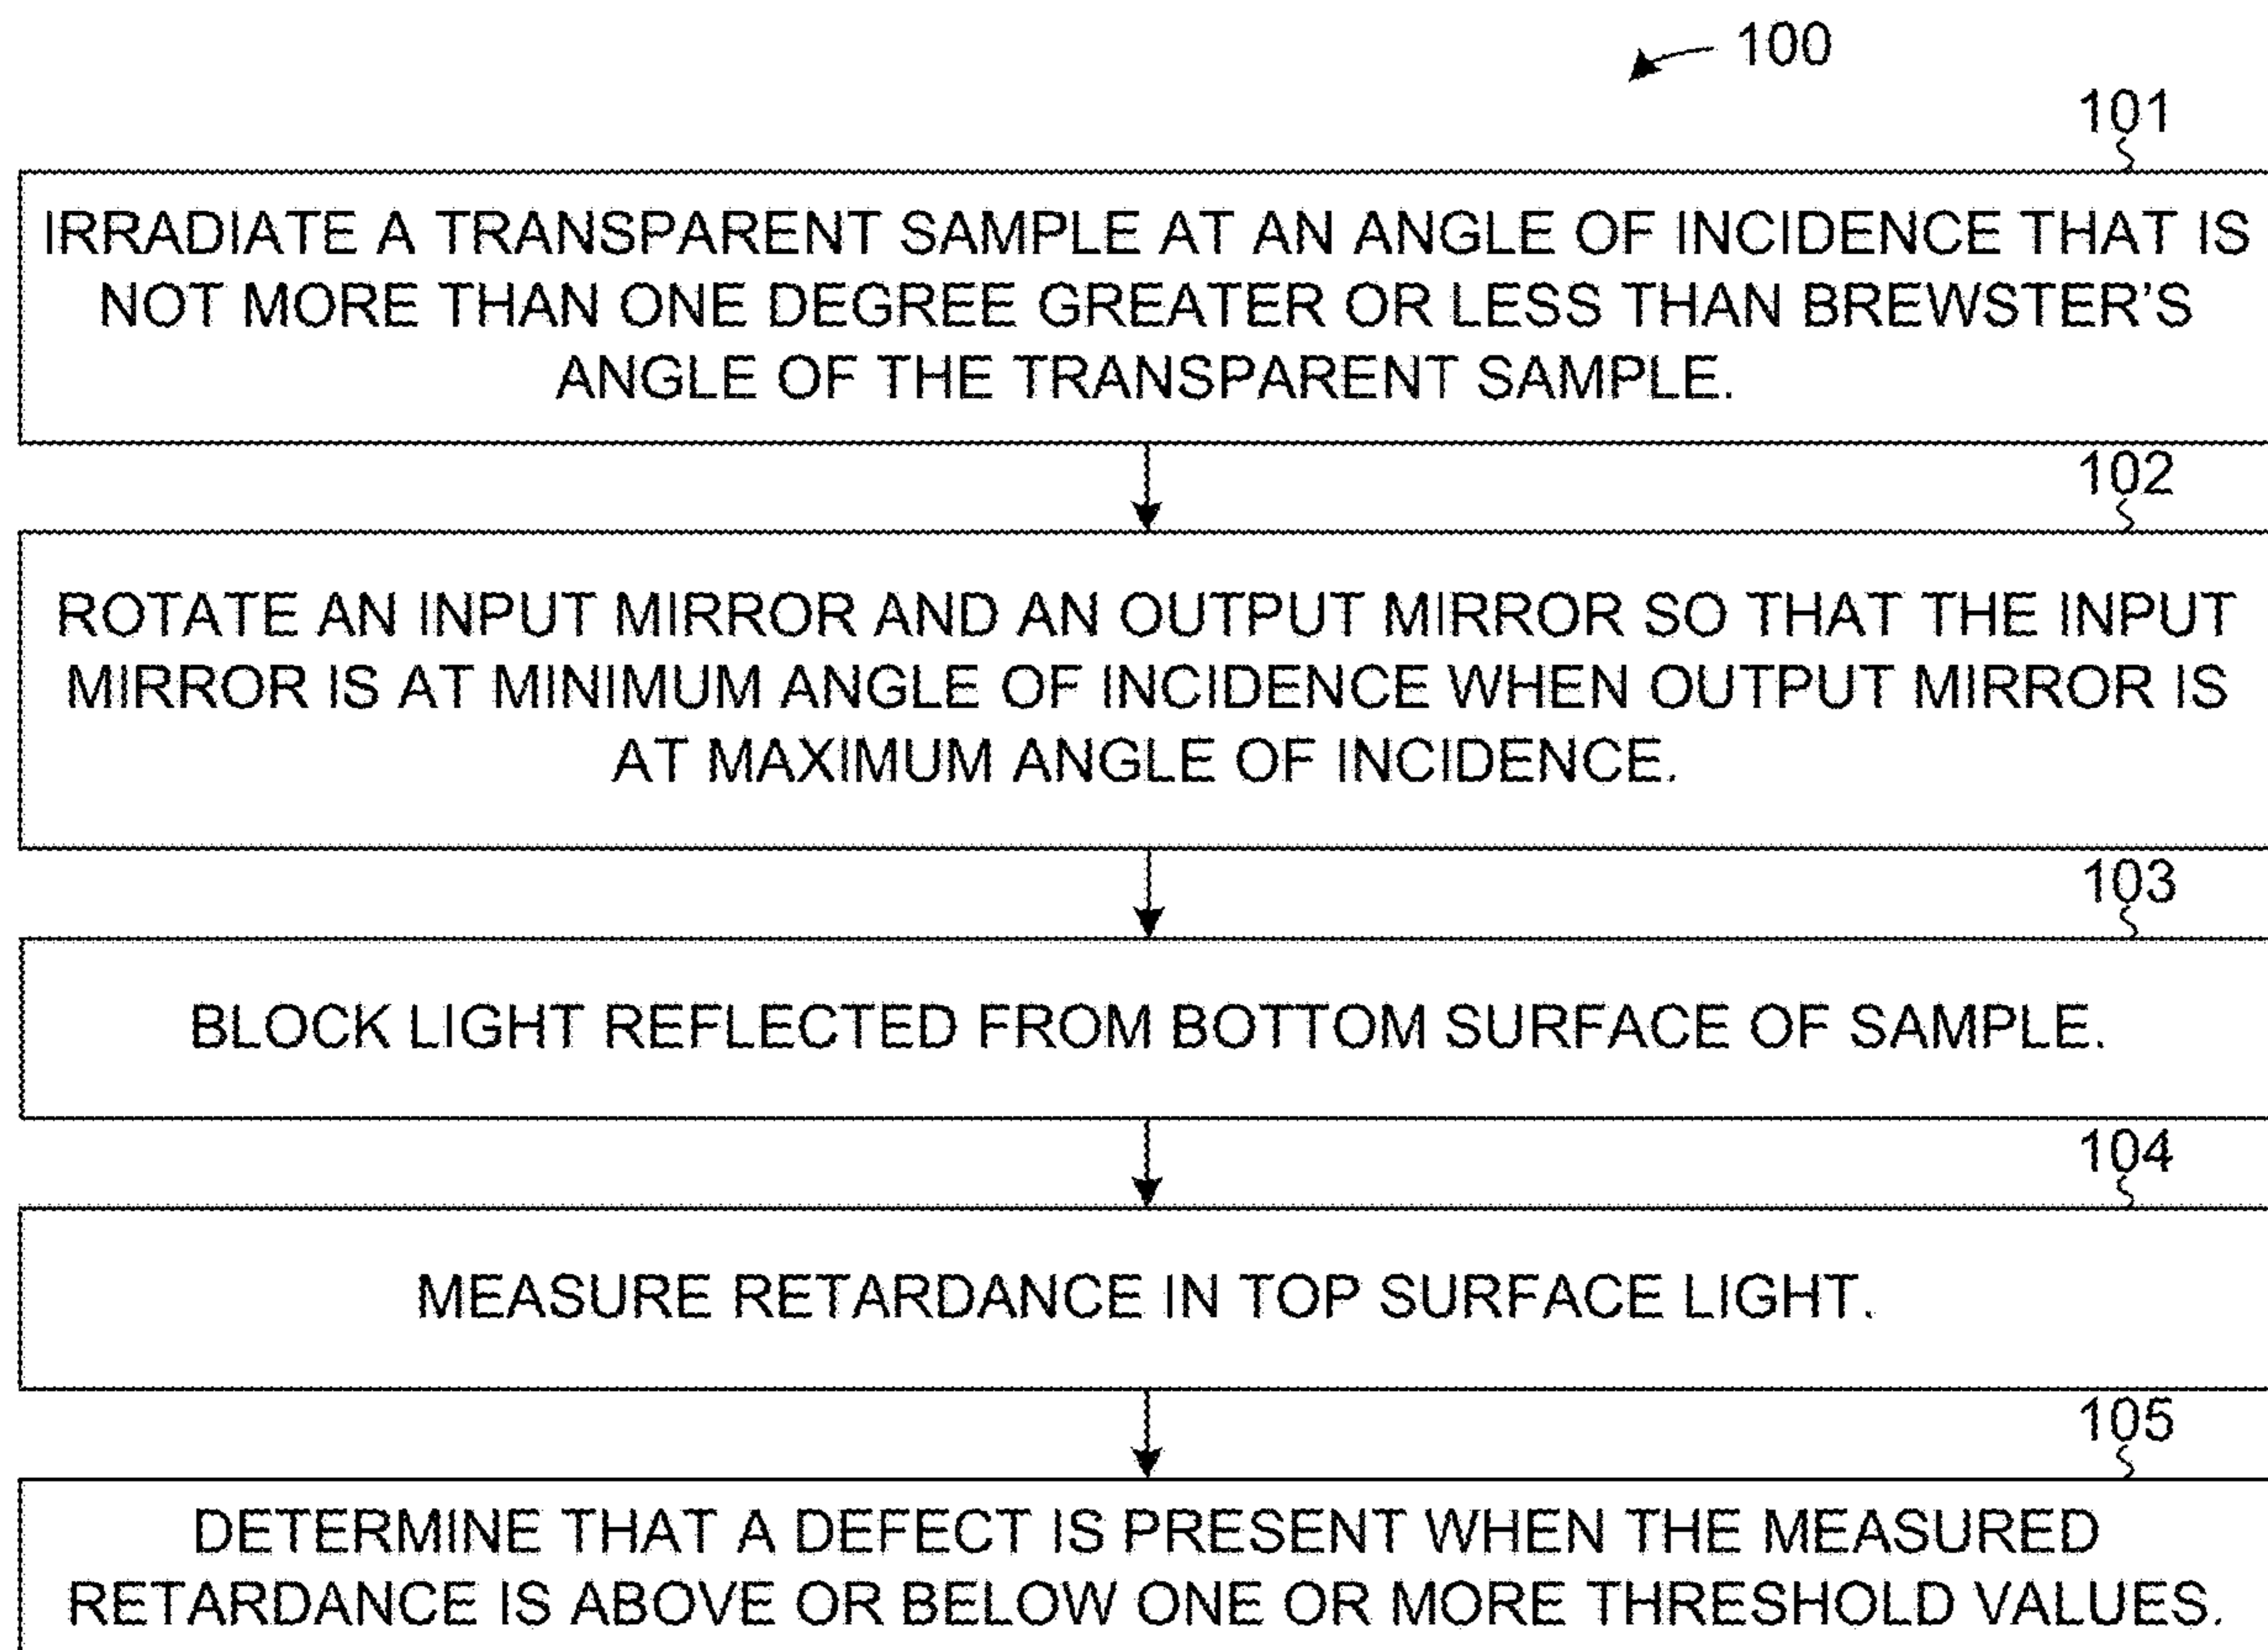 100
101
IRRADIATE A TRANSPARENT SAMPLE AT AN ANGLE OF INCIDENCE THAT IS
NOT MORE THAN ONE DEGREE GREATER OR LESS THAN BREWSTER'S
ANGLE OF THE TRANSPARENT SAMPLE.
102
ROTATE AN INPUT MIRROR AND AN OUTPUT MIRROR SO THAT THE INPUT
MIRROR IS AT MINIMUM ANGLE OF INCIDENCE WHEN OUTPUT MIRROR IS
AT MAXIMUM ANGLE OF INCIDENCE.
103
BLOCK LIGHT REFLECTED FROM BOTTOM SURFACE OF SAMPLE.
104
MEASURE RETARDANCE IN TOP SURFACE LIGHT.
105
DETERMINE THAT A DEFECT IS PRESENT WHEN THE MEASURED
RETARDANCE IS ABOVE OR BELOW ONE OR MORE THRESHOLD VALUES.